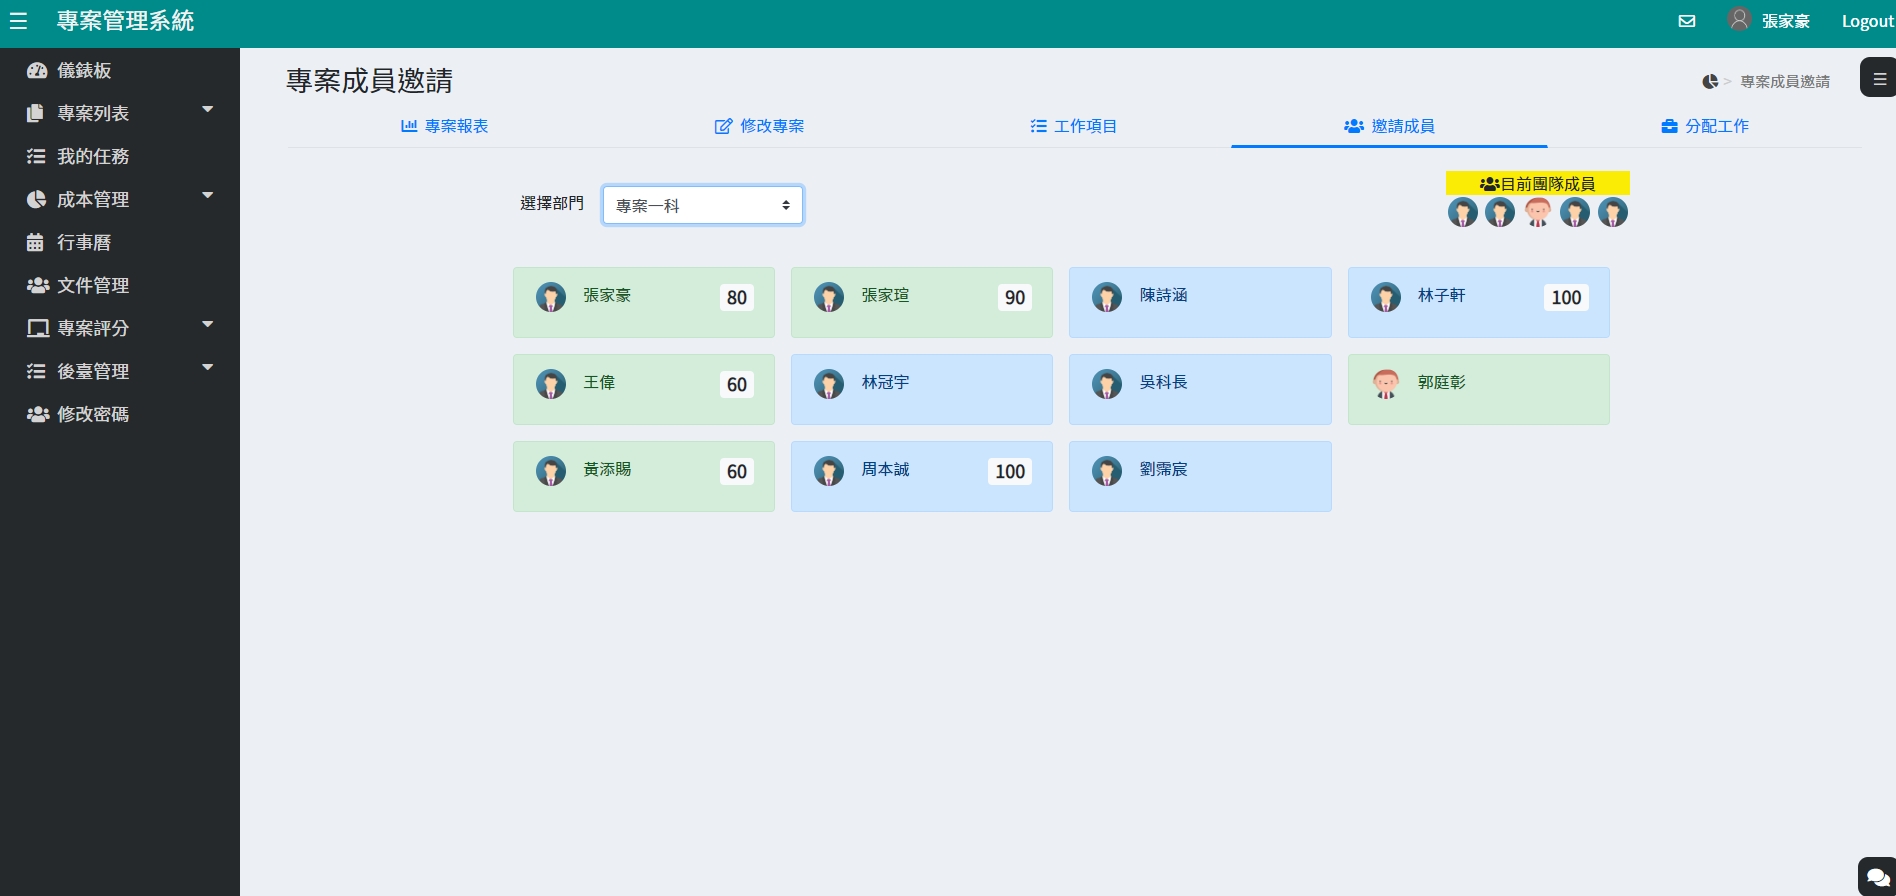 專案管理系統
張家豪
Logout
儀錶板
專案列表
我的任務
成本管理
行事曆
文件管理
專案評分
後臺管理
修改密碼
專案成員邀請
> 專案成員邀請
專案報表
修改專案
工作項目
邀請成員
分配工作
選擇部門
專案一科
目前團隊成員
張家豪 80
張家瑄 90
陳詩涵
林子軒 100
王偉 60
林冠宇
吳科長
郭庭彰
黃添賜 60
周本誠 100
劉霈宸